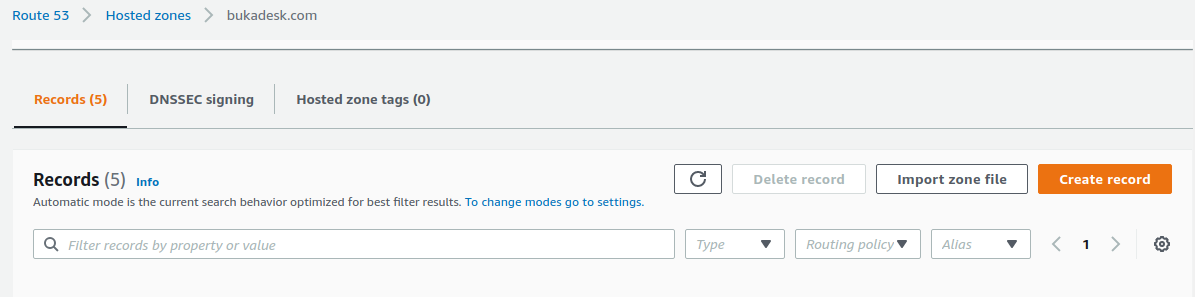 Route 53 > Hosted zones > bukadesk.com
Records (5) DNSSEC signing Hosted zone tags (0)
Records (5) Info
Delete record Import zone file Create record
Automatic mode is the current search behavior optimized for best filter results. To change modes go to settings.
Filter records by property or value Type Routing policy Alias 1